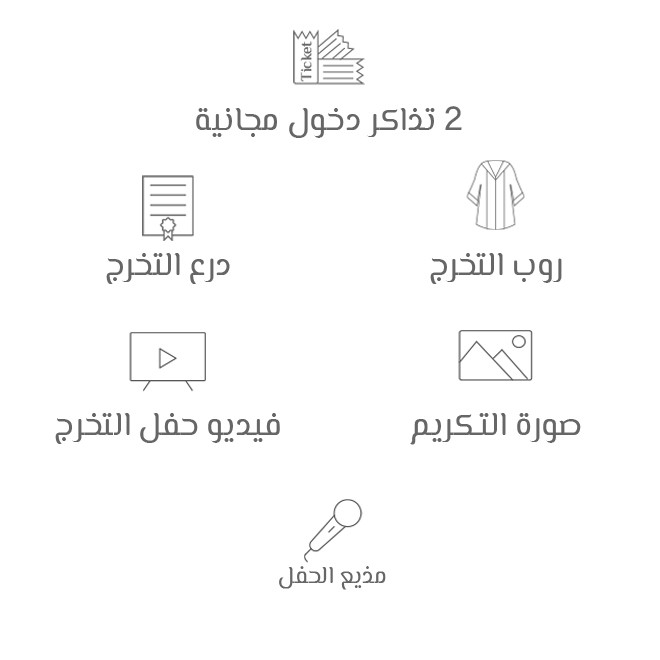 Ticket
2 تذاكر دخول مجانية
روب التخرج
درع التخرج
صورة التكريم
فيديو حفل التخرج
مذيع الحفل